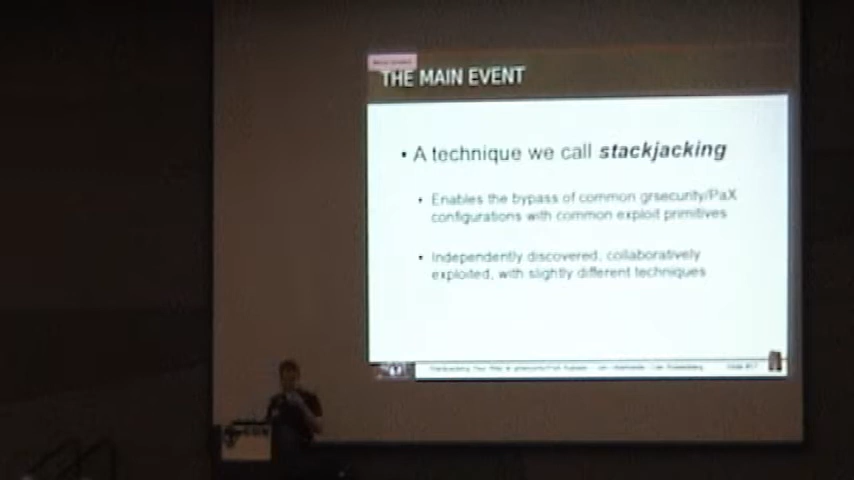 THE MAIN EVENT
• A technique we call stackjacking
• Enables the bypass of common grsecurity/PaX
configurations with common exploit primitives
• Independently discovered, collaboratively
exploited, with slightly different techniques